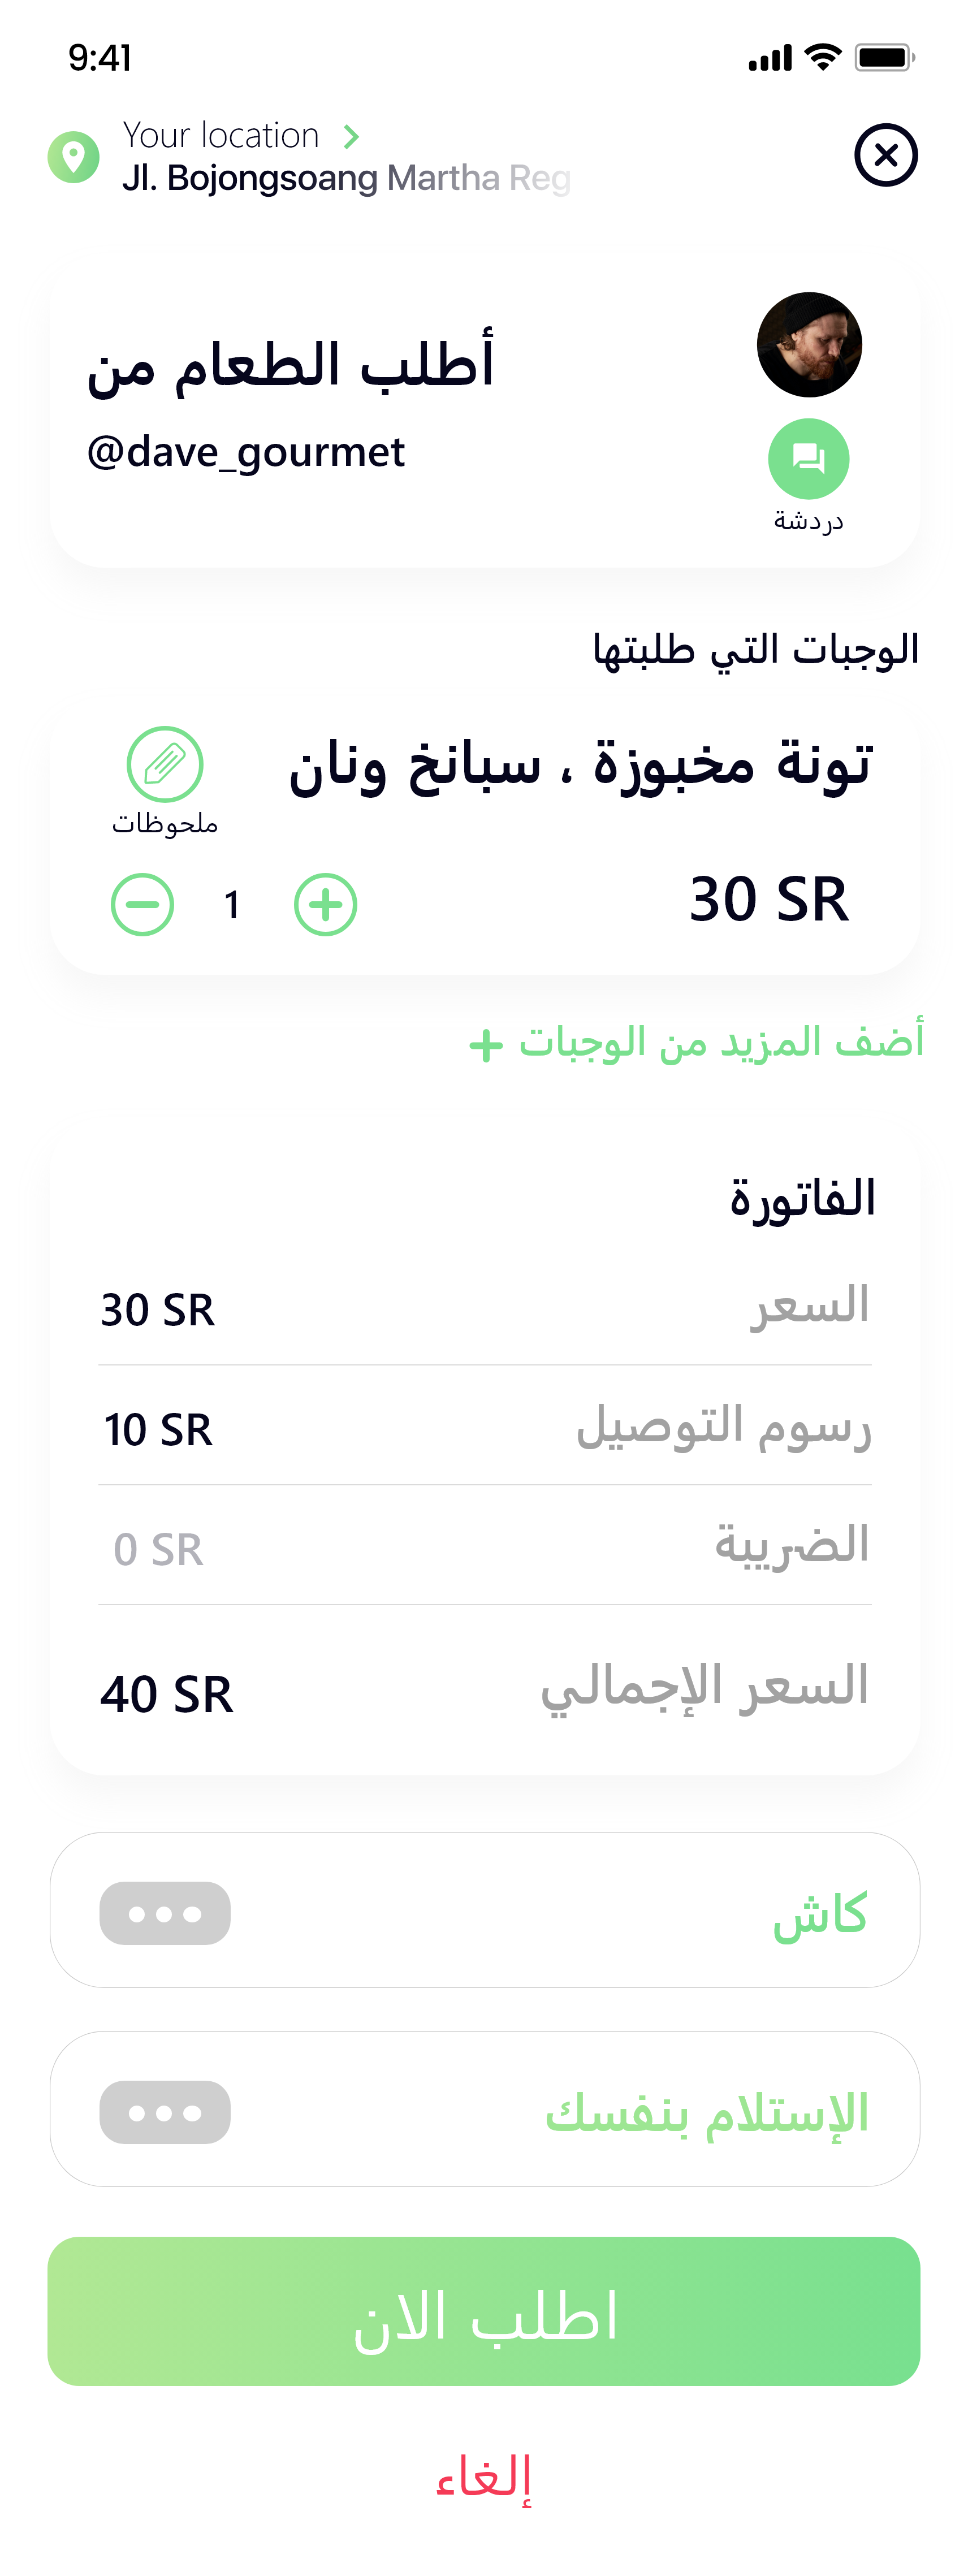 9:41
Your location
Jl. Bojongsoang Martha Reg
أطلب الطعام من
@dave_gourmet
دردشة
الوجبات التي طلبتها
تونة مخبوزة ، سبانخ ونان
ملحوظات
30 SR
1
أضف المزيد من الوجبات +
الفاتورة
السعر 30 SR
رسوم التوصيل 10 SR
الضريبة 0 SR
السعر الإجمالي 40 SR
كاش
الإستلام بنفسك
اطلب الان
إلغاء